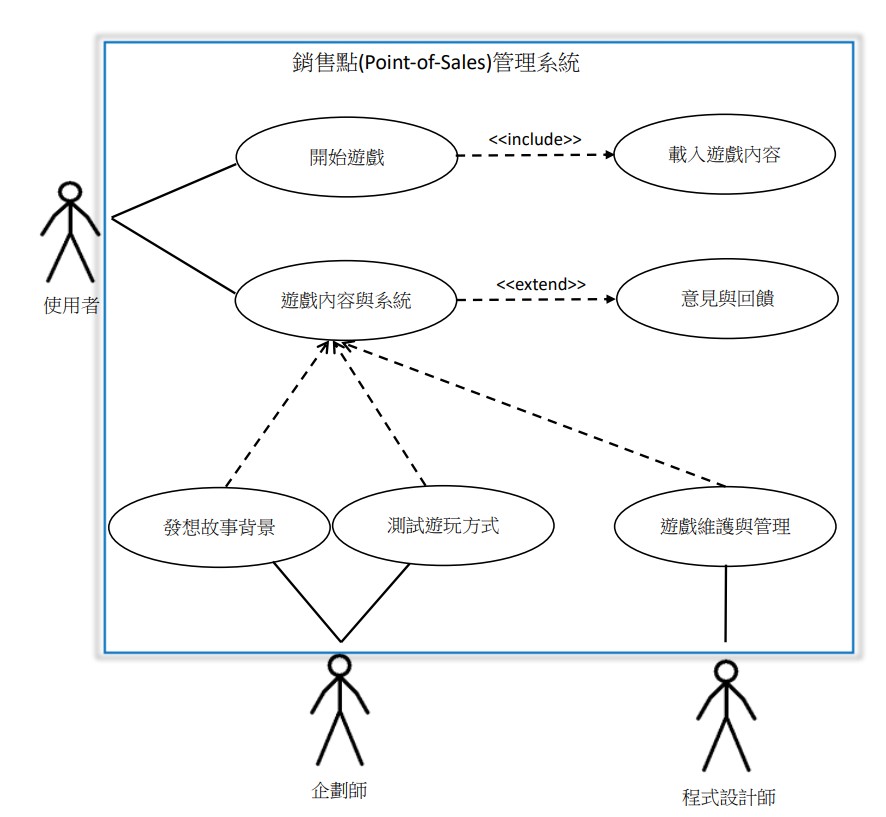 銷售點(Point-of-Sales)管理系統
開始遊戲
<<include>>
載入遊戲內容
使用者
遊戲內容與系統
<<extend>>
意見與回饋
發想故事背景
測試遊玩方式
遊戲維護與管理
企劃師
程式設計師